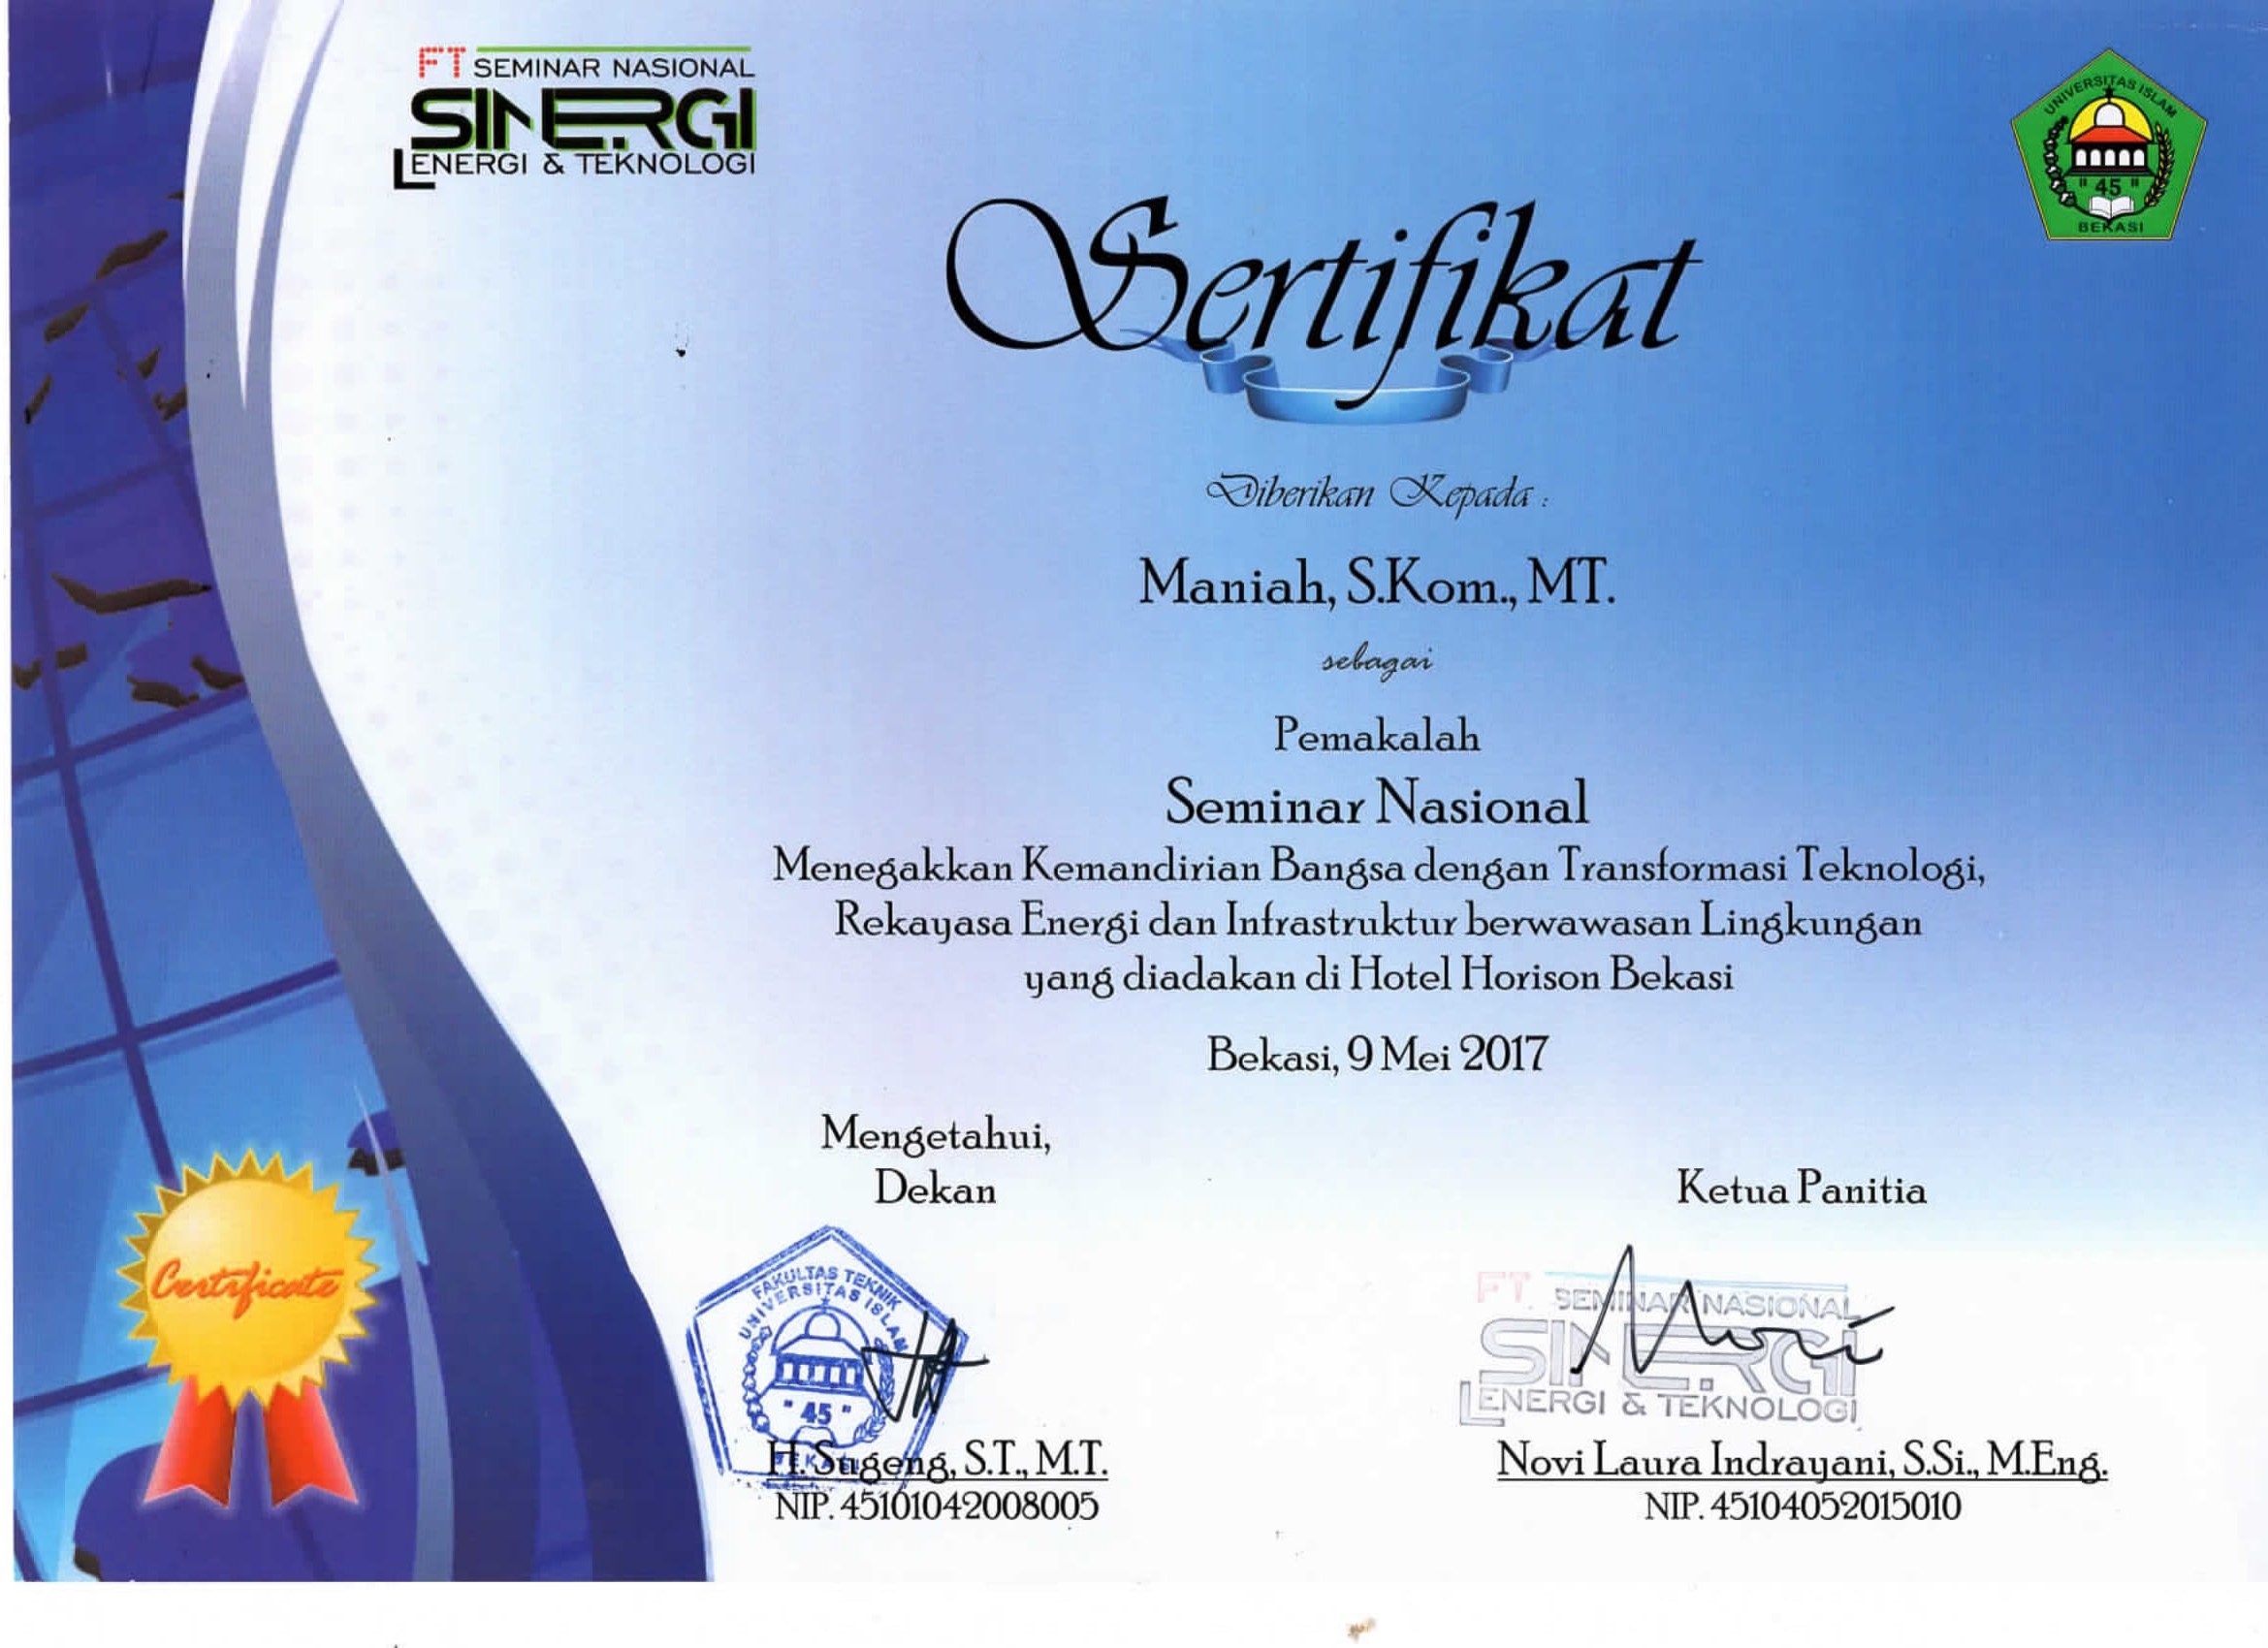 FT SEMINAR NASIONAL
SINERGI
ENERGI & TEKNOLOGI
UNIVERSITAS ISLAM
" 45 "
BEKASI
Sertifikat
Diberikan Kepada :
Maniah, S.Kom., MT.
sebagai
Pemakalah
Seminar Nasional
Menegakkan Kemandirian Bangsa dengan Transformasi Teknologi,
Rekayasa Energi dan Infrastruktur berwawasan Lingkungan
yang diadakan di Hotel Horison Bekasi
Bekasi, 9 Mei 2017
Mengetahui,
Dekan
Ketua Panitia
Certificate
FAKULTAS TEKNIK
UNIVERSITAS ISLAM
" 45 "
BEKASI
FT SEMINAR NASIONAL
SINERGI
ENERGI & TEKNOLOGI
Novi
H. Sugeng, S.T., M.T.
NIP. 45101042008005
Novi Laura Indrayani, S.Si., M.Eng.
NIP. 45104052015010